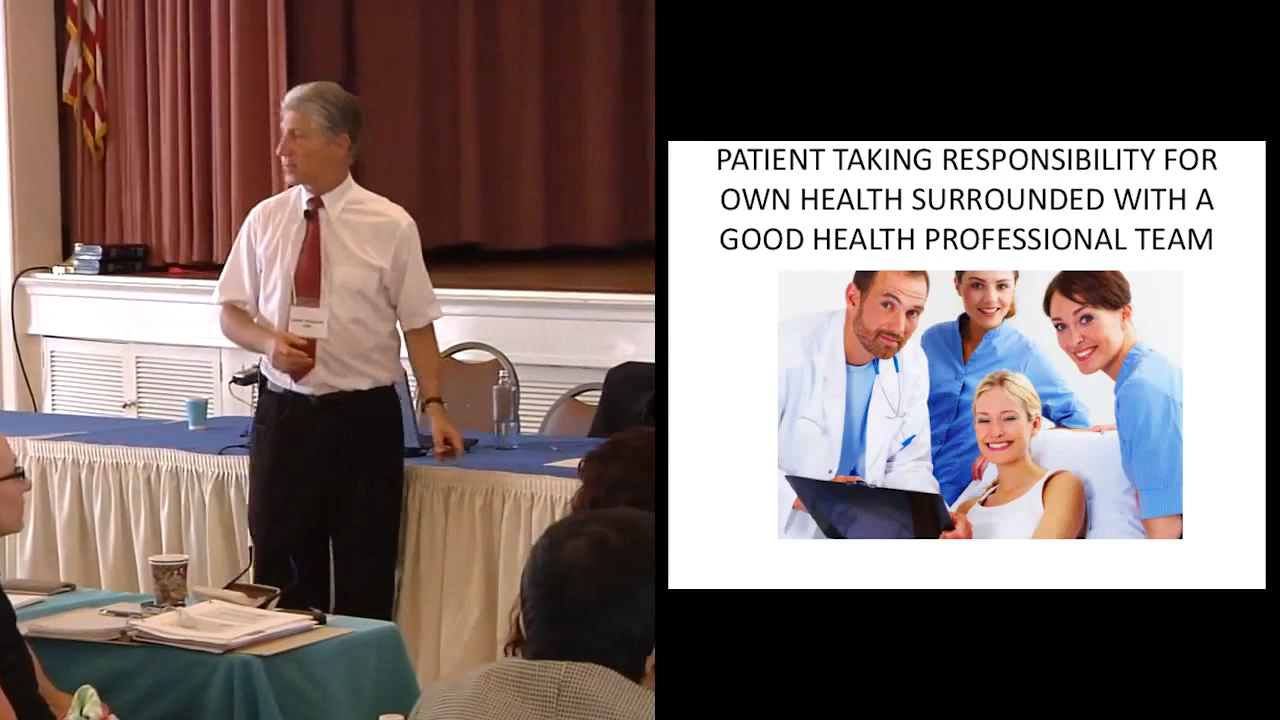 PATIENT TAKING RESPONSIBILITY FOR
OWN HEALTH SURROUNDED WITH A
GOOD HEALTH PROFESSIONAL TEAM